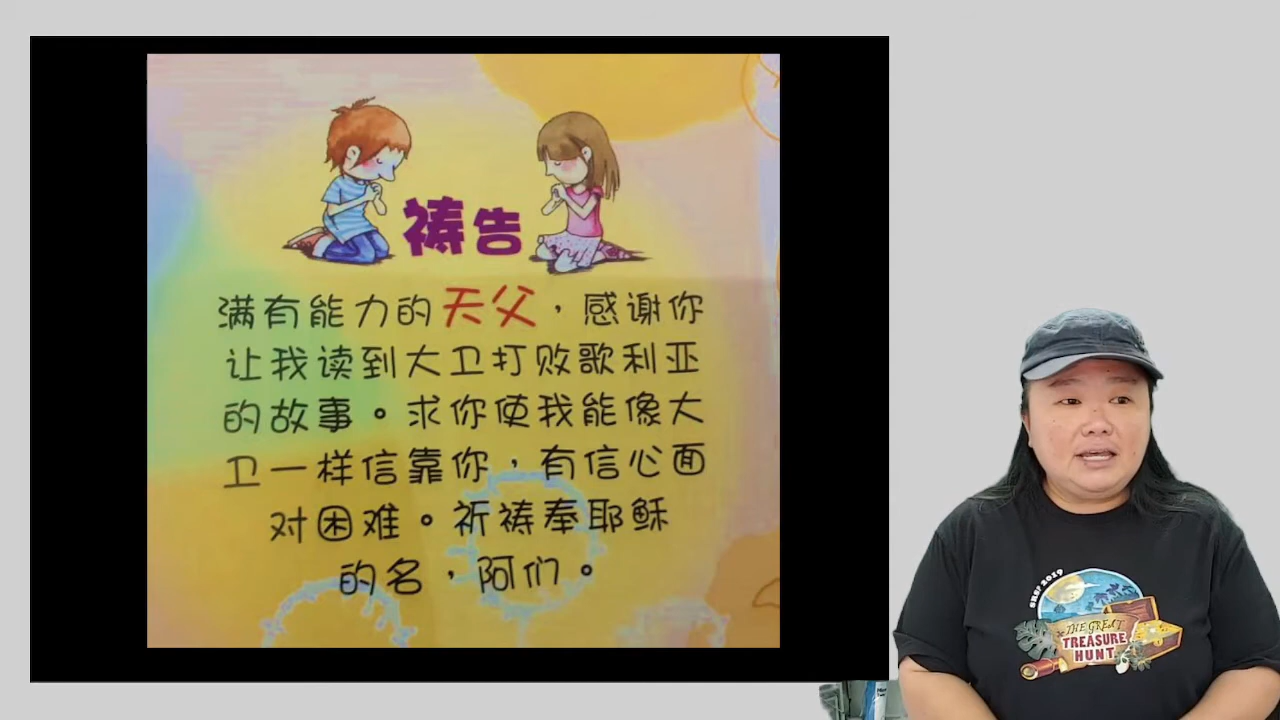 祷告
满有能力的天父，感谢你
让我读到大卫打败歌利亚
的故事。求你使我能像大
卫一样信靠你，有信心面
对困难。祈祷奉耶稣
的名，阿们。
SKSF 2019
THE GREAT
TREASURE
HUNT